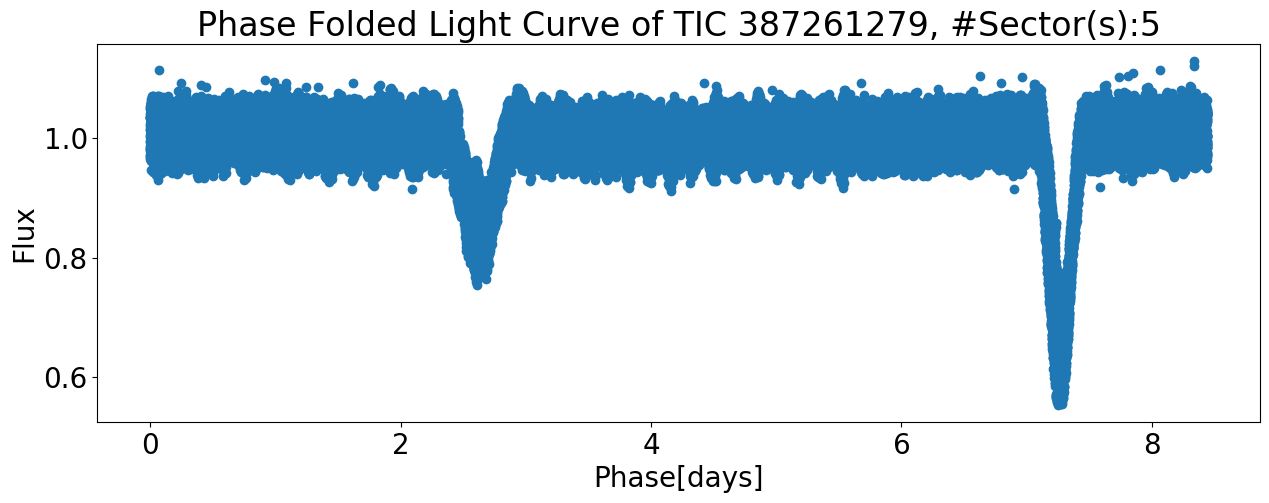 Phase Folded Light Curve of TIC 387261279, #Sector(s):5
Flux
1.0
0.8
0.6
0 2 4 6 8
Phase[days]